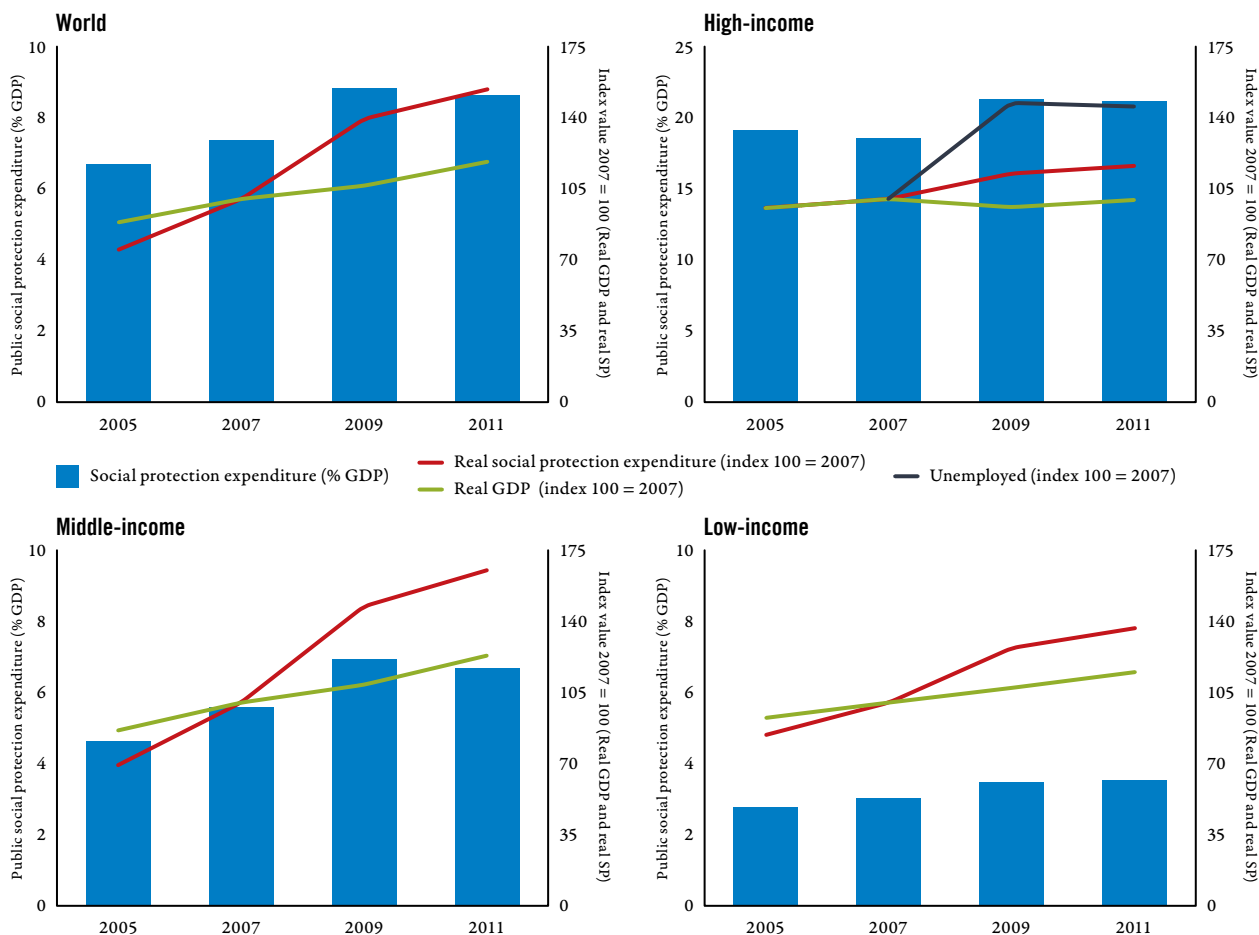 World
Public social protection expenditure (% GDP)
10
8
6
4
2
0
175
140
105
70
35
0
Index value 2007 = 100 (Real GDP and real SP)
2005 2007 2009 2011
High-income
Public social protection expenditure (% GDP)
25
20
15
10
5
0
175
140
105
70
35
0
Index value 2007 = 100 (Real GDP and real SP)
2005 2007 2009 2011
Social protection expenditure (% GDP)
Real social protection expenditure (index 100 = 2007)
Real GDP (index 100 = 2007)
Unemployed (index 100 = 2007)
Middle-income
Public social protection expenditure (% GDP)
10
8
6
4
2
0
175
140
105
70
35
0
Index value 2007 = 100 (Real GDP and real SP)
2005 2007 2009 2011
Low-income
Public social protection expenditure (% GDP)
10
8
6
4
2
0
175
140
105
70
35
0
Index value 2007 = 100 (Real GDP and real SP)
2005 2007 2009 2011